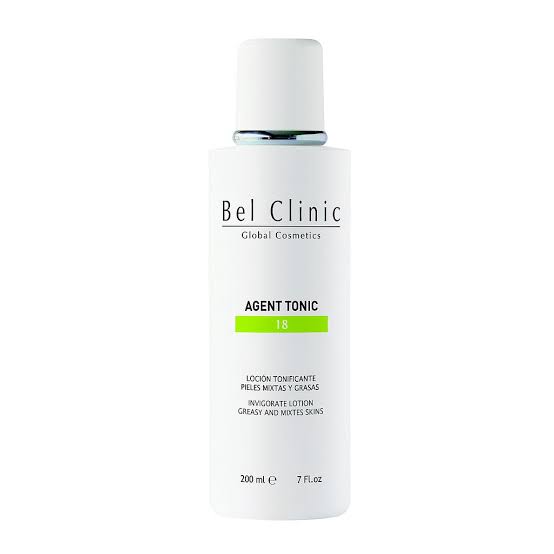 Bel Clinic
Global Cosmetics
AGENT TONIC
18
LOCIÓN TONIFICANTE
PIELES MIXTAS Y GRASAS
INVIGORATE LOTION
GREASY AND MIXTES SKINS
200 ml ℮ 7 Fl.oz